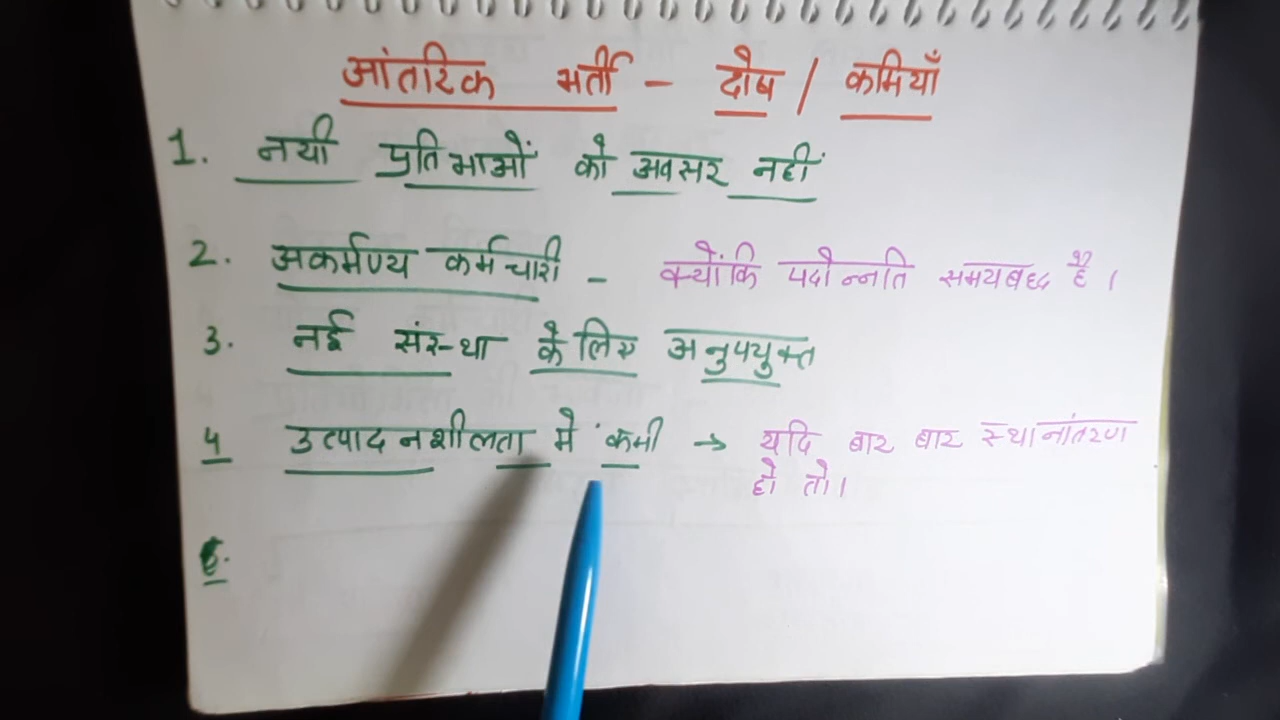 आंतरिक भर्ती - दोष / कमियाँ
1. नयी प्रतिभाओं को अवसर नहीं
2. अकर्मण्य कर्मचारी - क्योंकि पदोन्नति समयबद्ध है।
3. नई संस्था के लिए अनुपयुक्त
4 उत्पादनशीलता में कमी → यदि बार बार स्थानांतरण
हो तो।